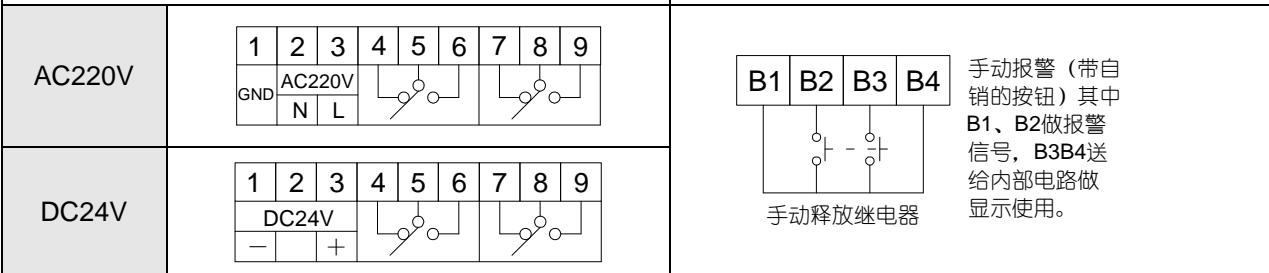 AC220V
1 2 3 4 5 6 7 8 9
GND AC220V
N L
B1 B2 B3 B4
手动释放继电器
手动报警（带自
销的按钮）其中
B1、B2做报警
信号，B3B4送
给内部电路做
显示使用。
DC24V
1 2 3 4 5 6 7 8 9
DC24V
— +